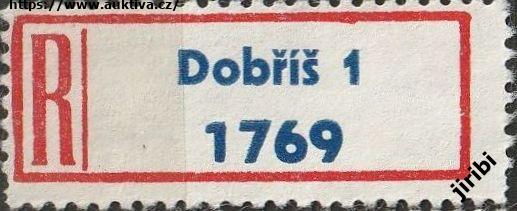 https://www.auktiva.cz/
R
Dobříš 1
1769
jiribi